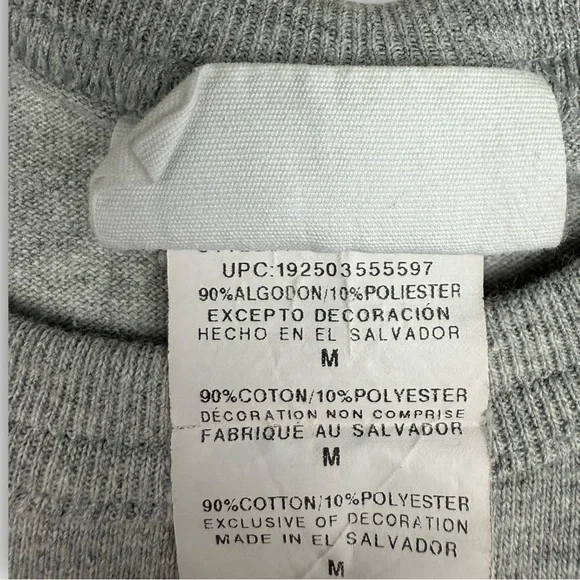 UPC:192503555597
90%ALGODON/10%POLIESTER
EXCEPTO DECORACIÓN
HECHO EN EL SALVADOR
M
90%COTON/10%POLYESTER
DÉCORATION NON COMPRISE
FABRIQUÉ AU SALVADOR
M
90%COTTON/10%POLYESTER
EXCLUSIVE OF DECORATION
MADE IN EL SALVADOR
M